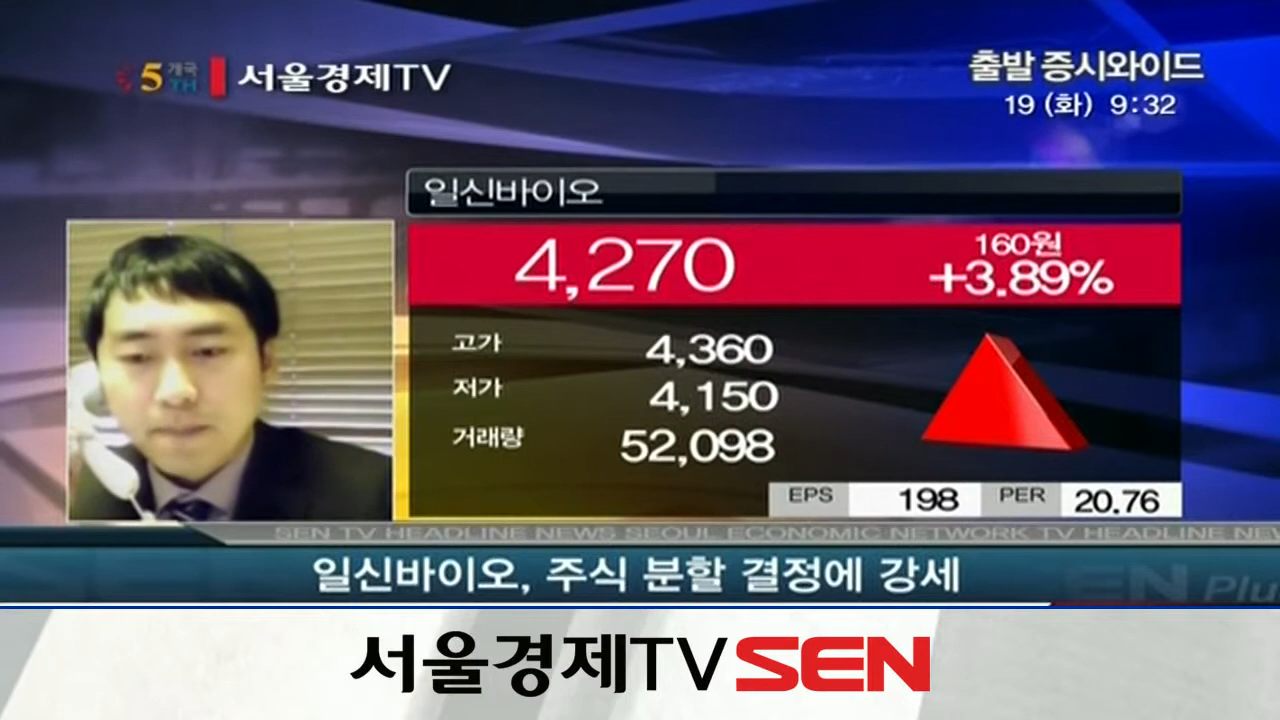 5 개국
TH
서울경제TV
출발 증시와이드
19 (화) 9:32
일신바이오
4,270
160원
+3.89%
고가 4,360
저가 4,150
거래량 52,098
EPS 198 PER 20.76
SEN TV HEADLINE NEWS SEOUL ECONOMIC NETWORK TV HEADLINE NEW
일신바이오, 주식 분할 결정에 강세
EN Plu
서울경제TV SEN